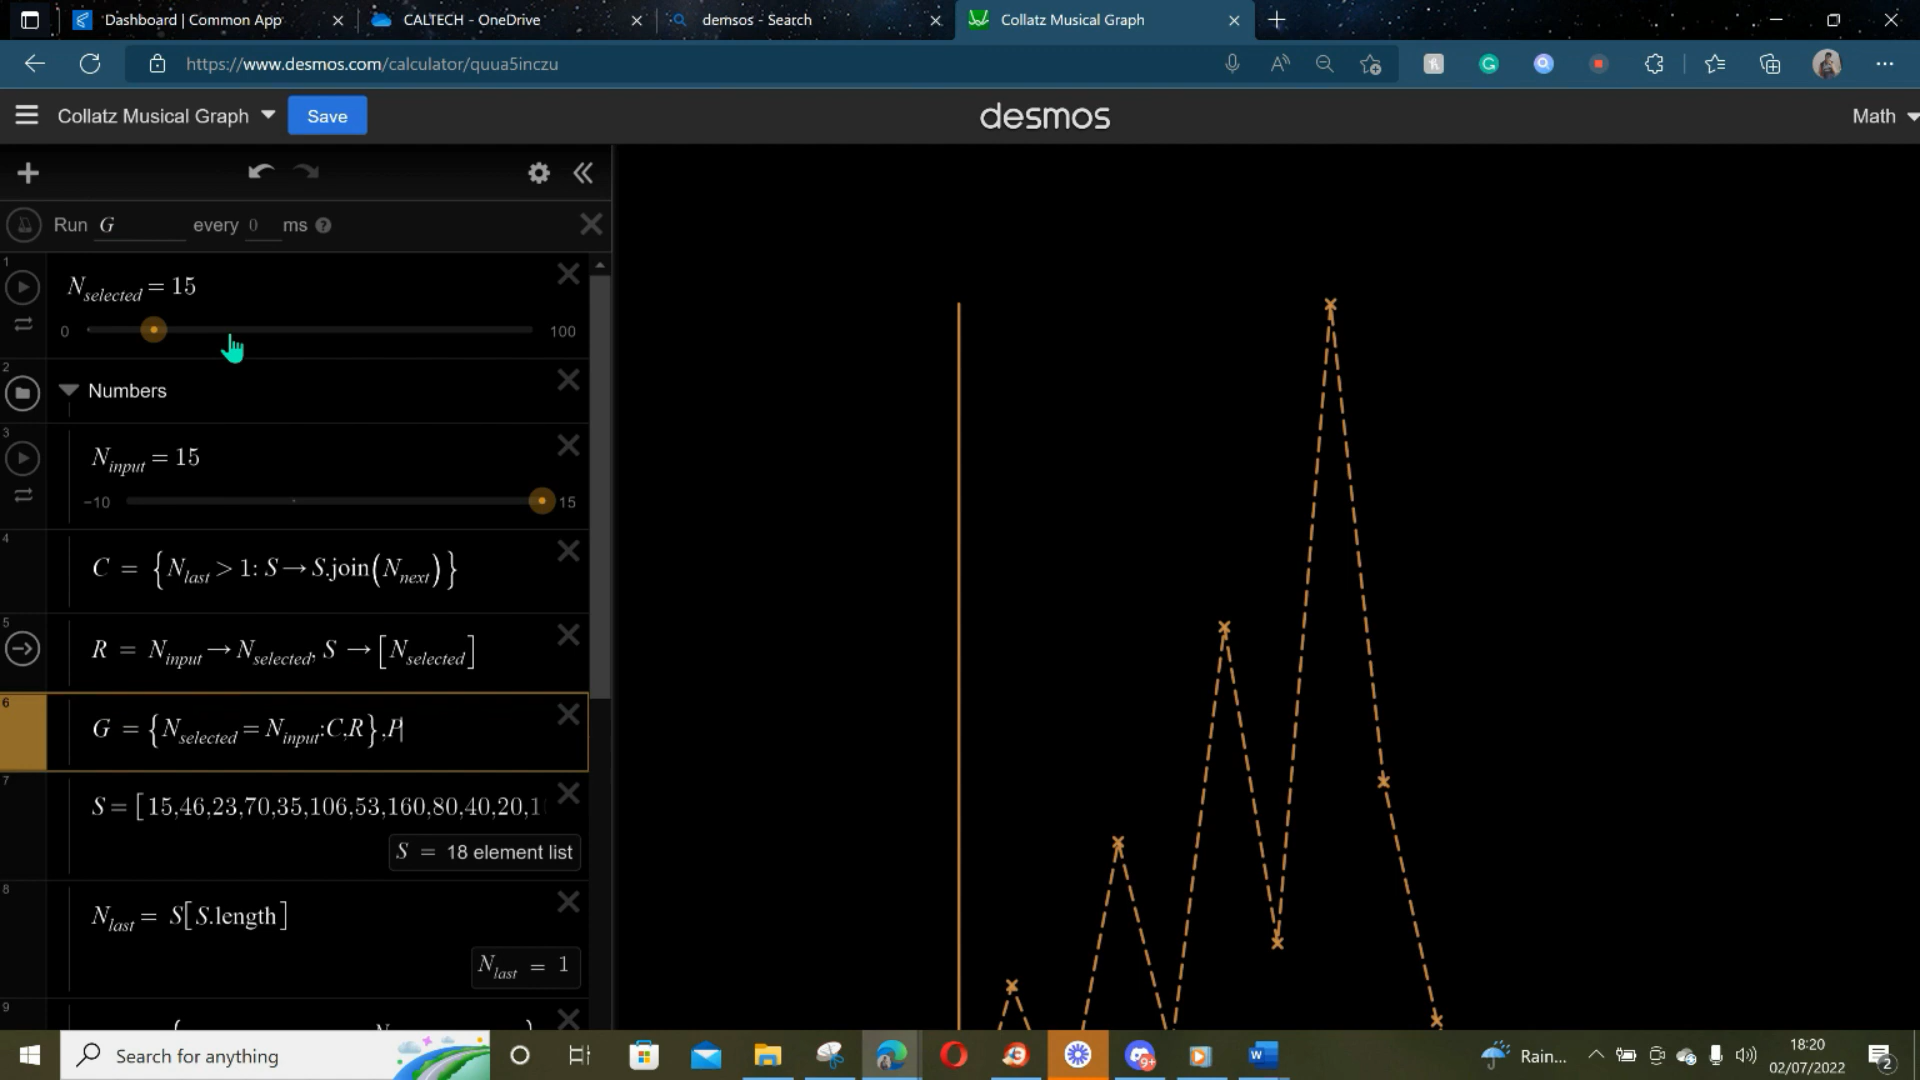 Dashboard | Common App
CALTECH - OneDrive
demsos - Search
Collatz Musical Graph
https://www.desmos.com/calculator/quua5inczu
Collatz Musical Graph
Save
desmos
Math
Run G every 0 ms
1
N_selected = 15
0
100
2
Numbers
3
N_input = 15
-10
15
4
C = {N_last > 1: S → S.join(N_next)}
5
R = N_input → N_selected, S → [N_selected]
6
G = {N_selected = N_input:C,R},P
7
S = [15,46,23,70,35,106,53,160,80,40,20,1
S = 18 element list
8
N_last = S[S.length]
N_last = 1
9
Search for anything
9+
Rain...
18:20
02/07/2022
2